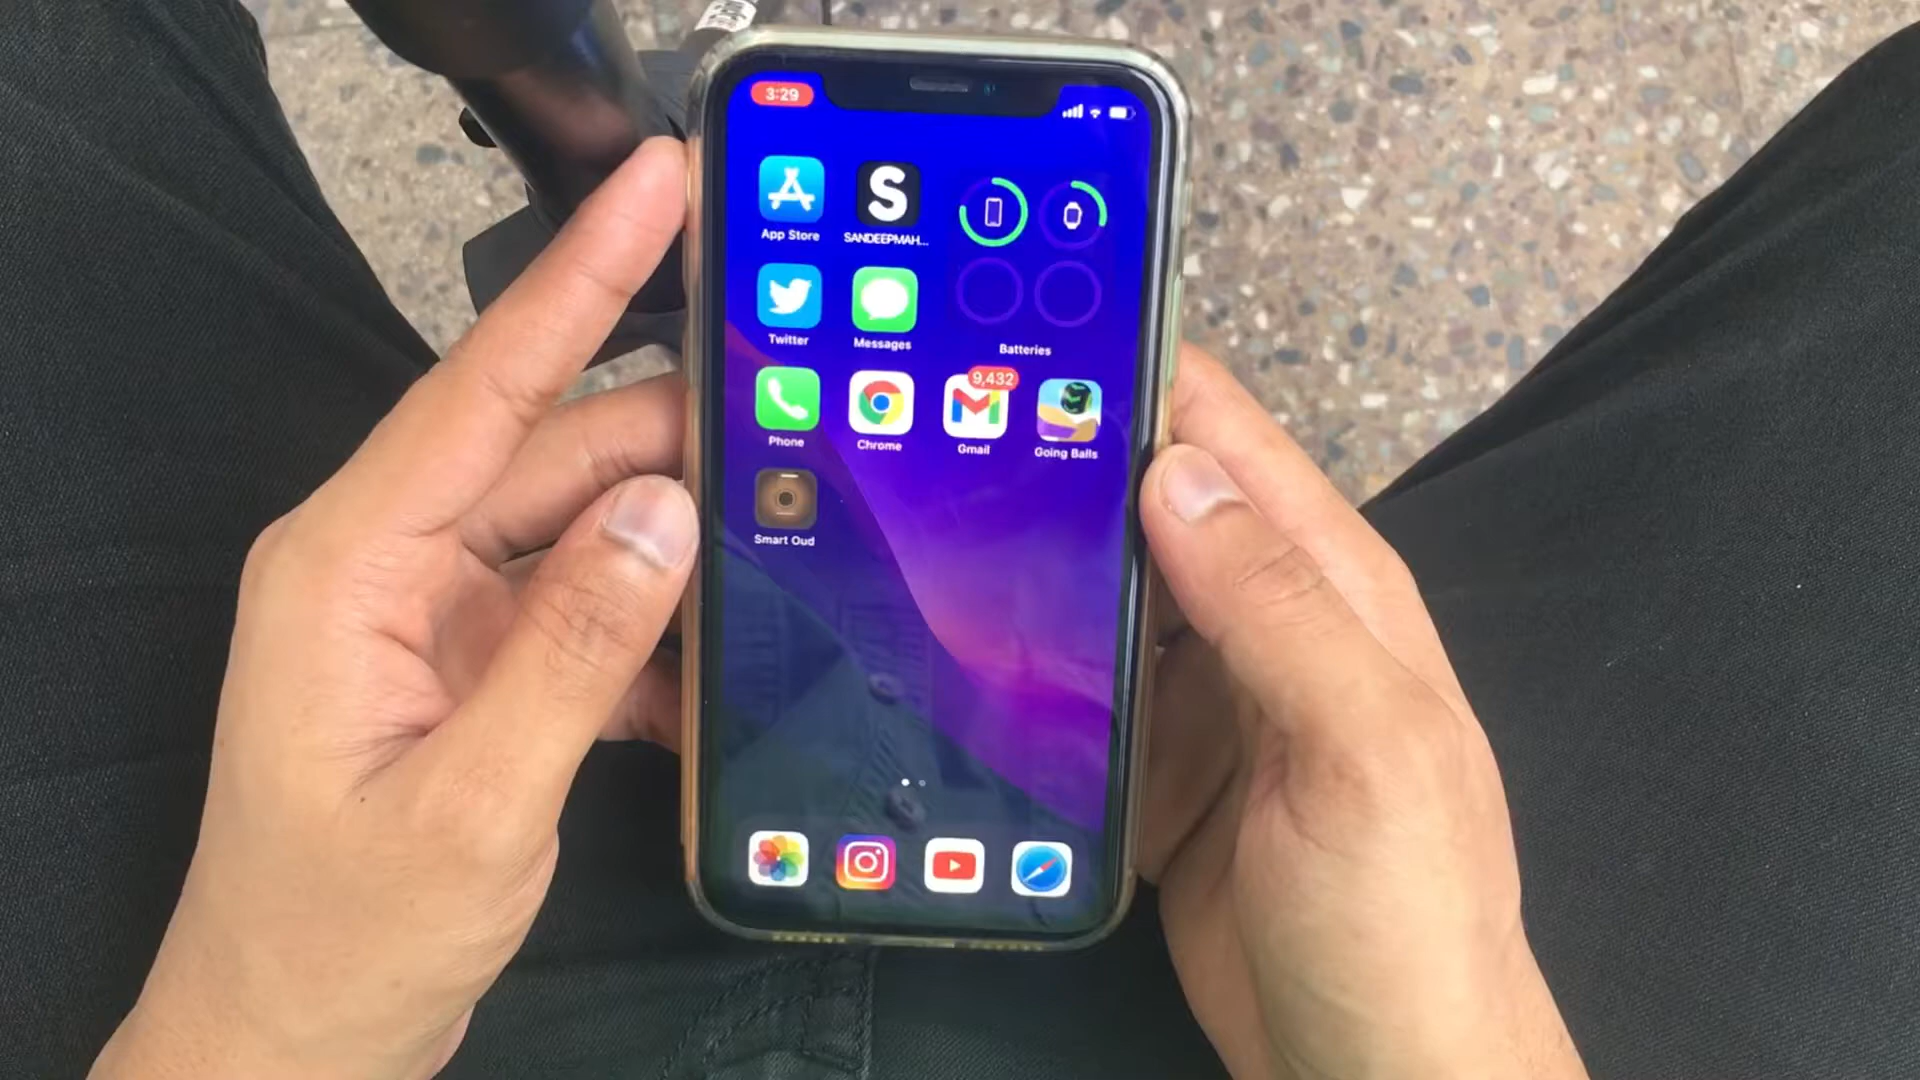 3:29
App Store
SANDEEPMAH...
Twitter
Messages
Batteries
9,432
Phone
Chrome
Gmail
Going Balls
Smart Oud